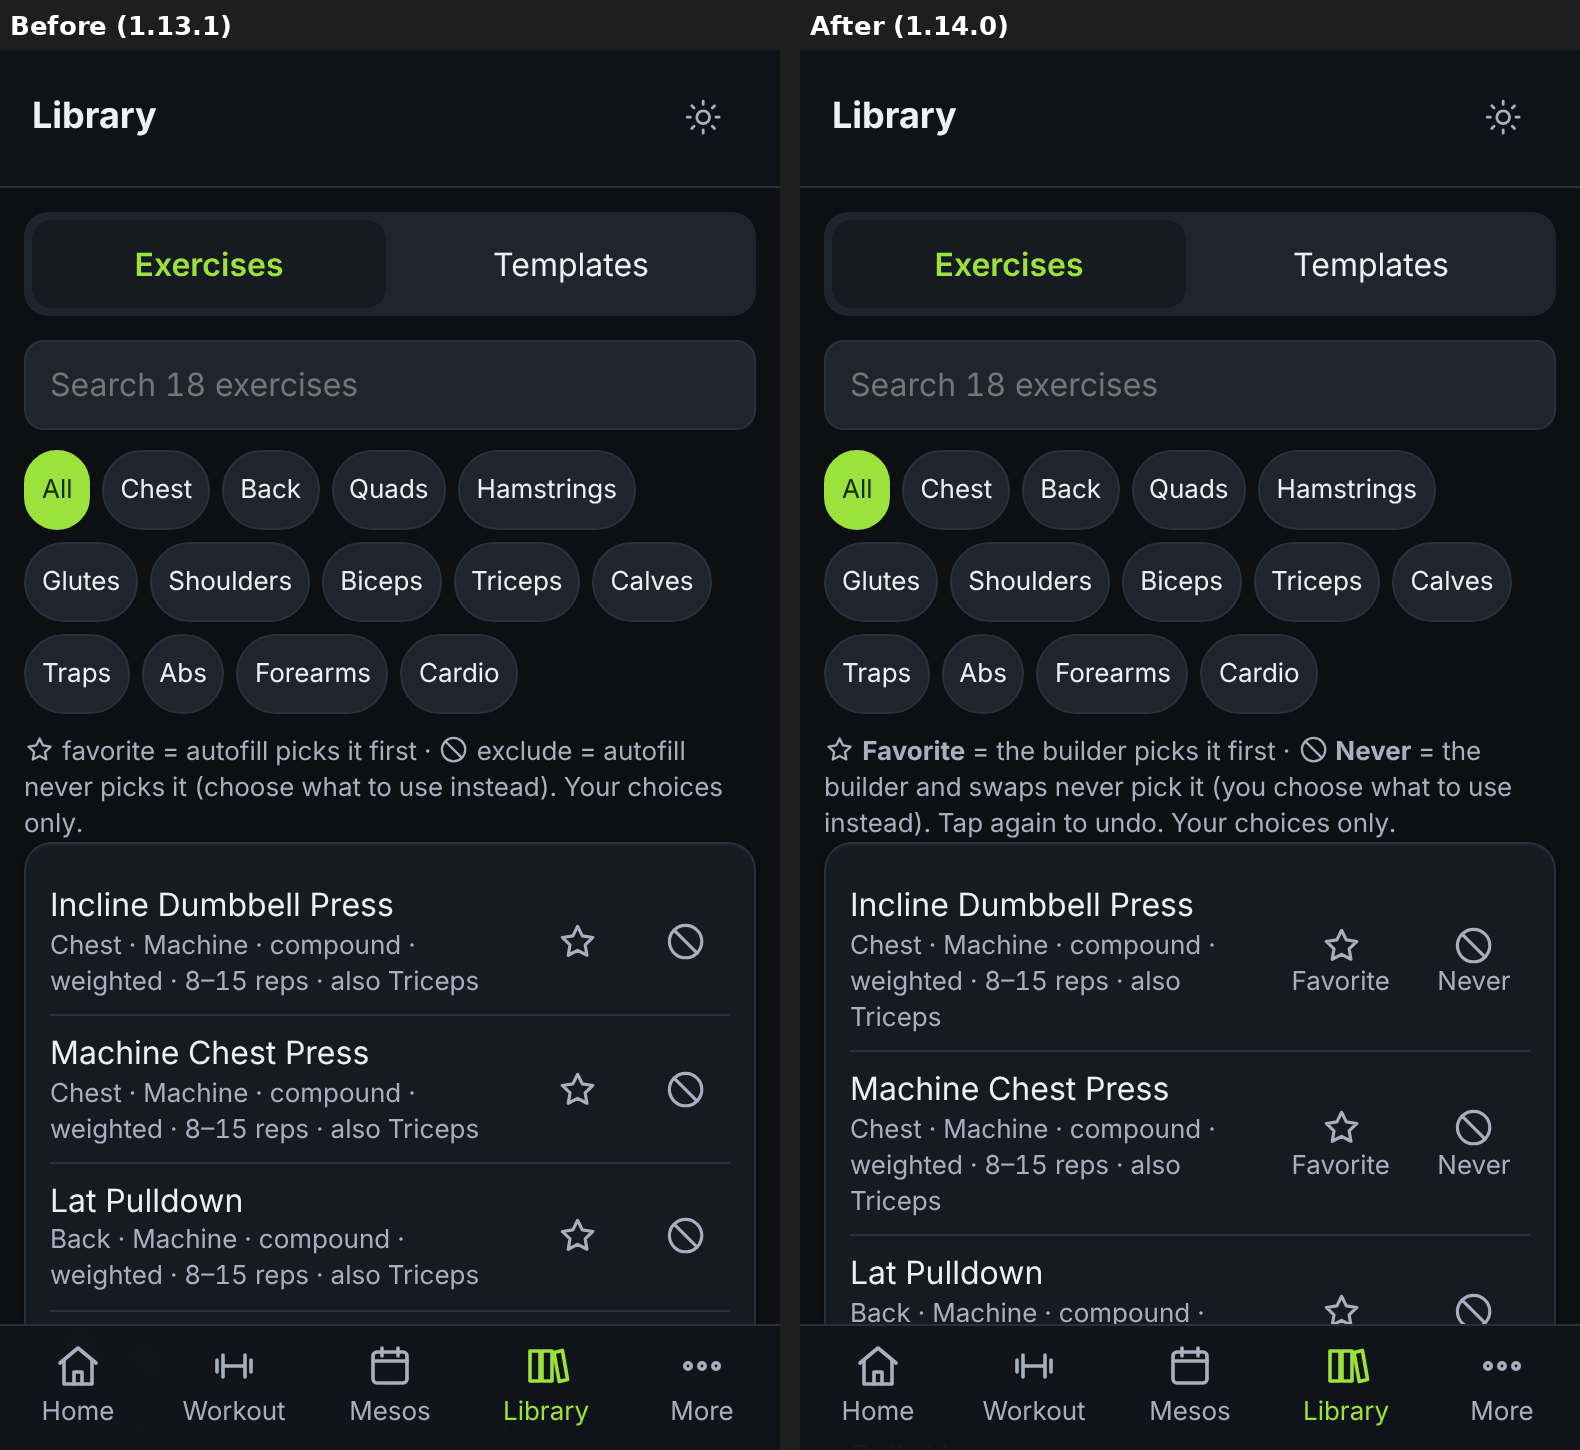 Before (1.13.1)
Library
Exercises
Templates
Search 18 exercises
All
Chest
Back
Quads
Hamstrings
Glutes
Shoulders
Biceps
Triceps
Calves
Traps
Abs
Forearms
Cardio
favorite = autofill picks it first · exclude = autofill
never picks it (choose what to use instead). Your choices
only.
Incline Dumbbell Press
Chest · Machine · compound ·
weighted · 8–15 reps · also Triceps
Machine Chest Press
Chest · Machine · compound ·
weighted · 8–15 reps · also Triceps
Lat Pulldown
Back · Machine · compound ·
weighted · 8–15 reps · also Triceps
Home
Workout
Mesos
Library
More
After (1.14.0)
Library
Exercises
Templates
Search 18 exercises
All
Chest
Back
Quads
Hamstrings
Glutes
Shoulders
Biceps
Triceps
Calves
Traps
Abs
Forearms
Cardio
Favorite = the builder picks it first · Never = the
builder and swaps never pick it (you choose what to use
instead). Tap again to undo. Your choices only.
Incline Dumbbell Press
Chest · Machine · compound ·
weighted · 8–15 reps · also
Triceps
Favorite
Never
Machine Chest Press
Chest · Machine · compound ·
weighted · 8–15 reps · also
Triceps
Favorite
Never
Lat Pulldown
Back · Machine · compound ·
Home
Workout
Mesos
Library
More